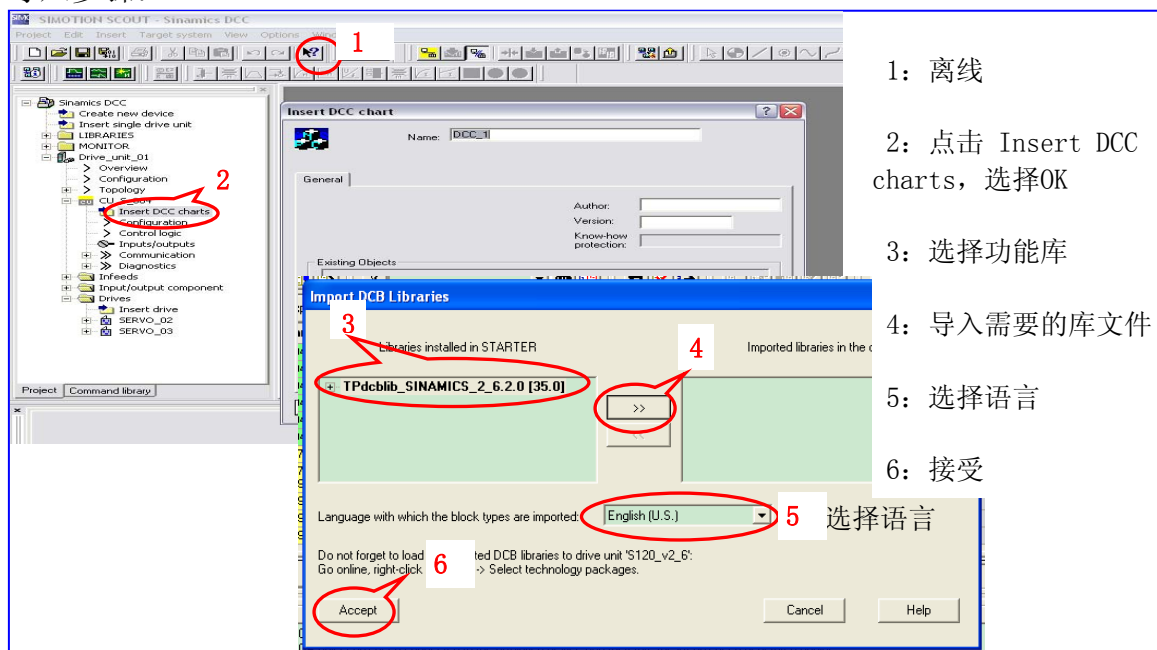 SIMOTION SCOUT - Sinamics DCC
Project Edit Insert Target system View Options
1
Sinamics DCC
Create new device
Insert single drive unit
LIBRARIES
MONITOR
Drive_unit_01
Overview
Configuration
Topology
2
Insert DCC charts
Configuration
Control logic
Inputs/outputs
Communication
Diagnostics
Infeeds
Input/output component
Drives
Insert drive
SERVO_02
SERVO_03
Project
Command library
Insert DCC chart
Name: DCC_1
General
Author:
Version:
Know-how
protection:
Existing Objects
Import DCB Libraries
3
Libraries installed in STARTER
4
Imported libraries in the
TPdcblib_SINAMICS_2_6.2.0 [35.0]
>>
<<
Language with which the block types are imported:
English (U.S.)
5
选择语言
Do not forget to load
ted DCB libraries to drive unit 'S120_v2_6':
Go online, right-click
-> Select technology packages.
6
Accept
Cancel
Help
1: 离线
2: 点击 Insert DCC
charts，选择OK
3: 选择功能库
4: 导入需要的库文件
5: 选择语言
6: 接受